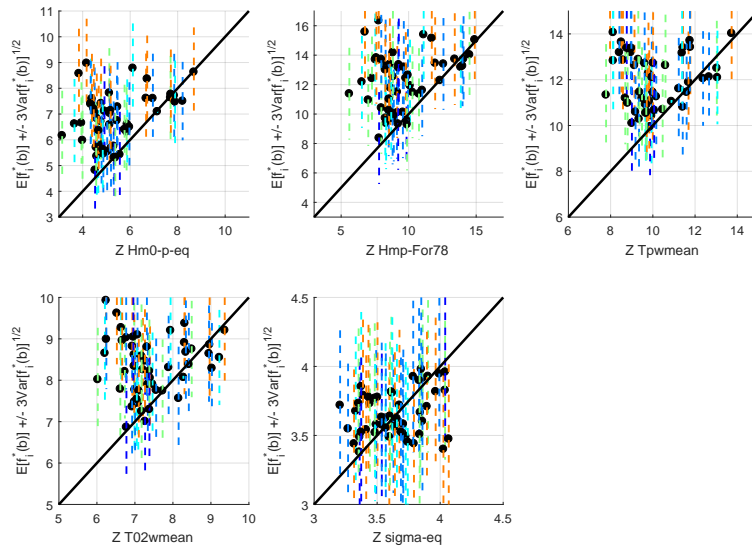 11
10
9
8
7
6
5
4
3
4 6 8 10
Z Hm0-p-eq
E[f*i(b)] +/- 3Var[f*i(b)]1/2
16
14
12
10
8
6
4
5 10 15
Z Hmp-For78
E[f*i(b)] +/- 3Var[f*i(b)]1/2
14
12
10
8
6
6 8 10 12 14
Z Tpwmean
E[f*i(b)] +/- 3Var[f*i(b)]1/2
10
9
8
7
6
5
5 6 7 8 9 10
Z T02wmean
E[f*i(b)] +/- 3Var[f*i(b)]1/2
4.5
4
3.5
3
3 3.5 4 4.5
Z sigma-eq
E[f*i(b)] +/- 3Var[f*i(b)]1/2